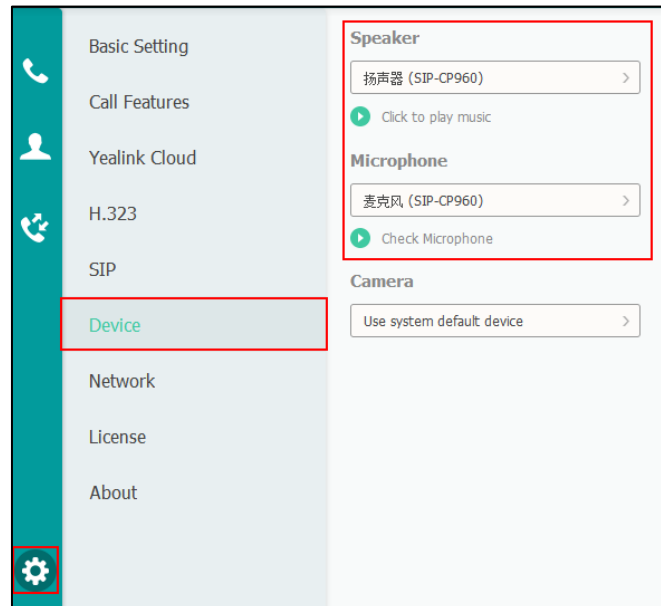 Basic Setting
Call Features
Yealink Cloud
H.323
SIP
Device
Network
License
About
Speaker
扬声器 (SIP-CP960)
Click to play music
Microphone
麦克风 (SIP-CP960)
Check Microphone
Camera
Use system default device